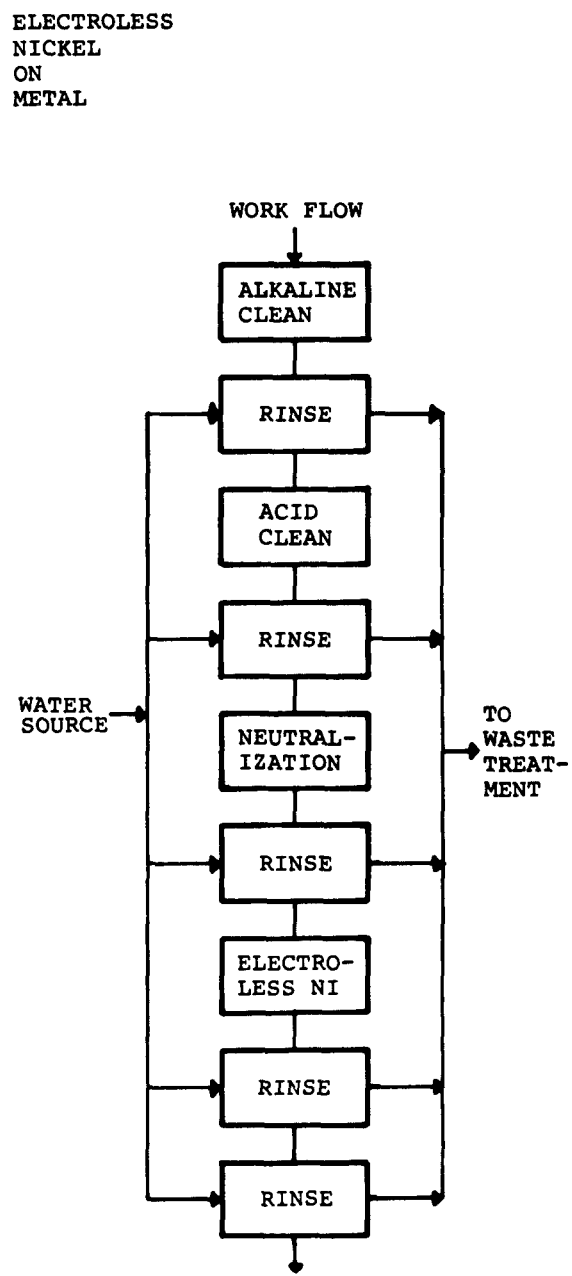 ELECTROLESS
NICKEL
ON
METAL
WORK FLOW
ALKALINE
CLEAN
RINSE
ACID
CLEAN
RINSE
WATER
SOURCE
NEUTRAL-
IZATION
TO
WASTE
TREAT-
MENT
RINSE
ELECTRO-
LESS NI
RINSE
RINSE